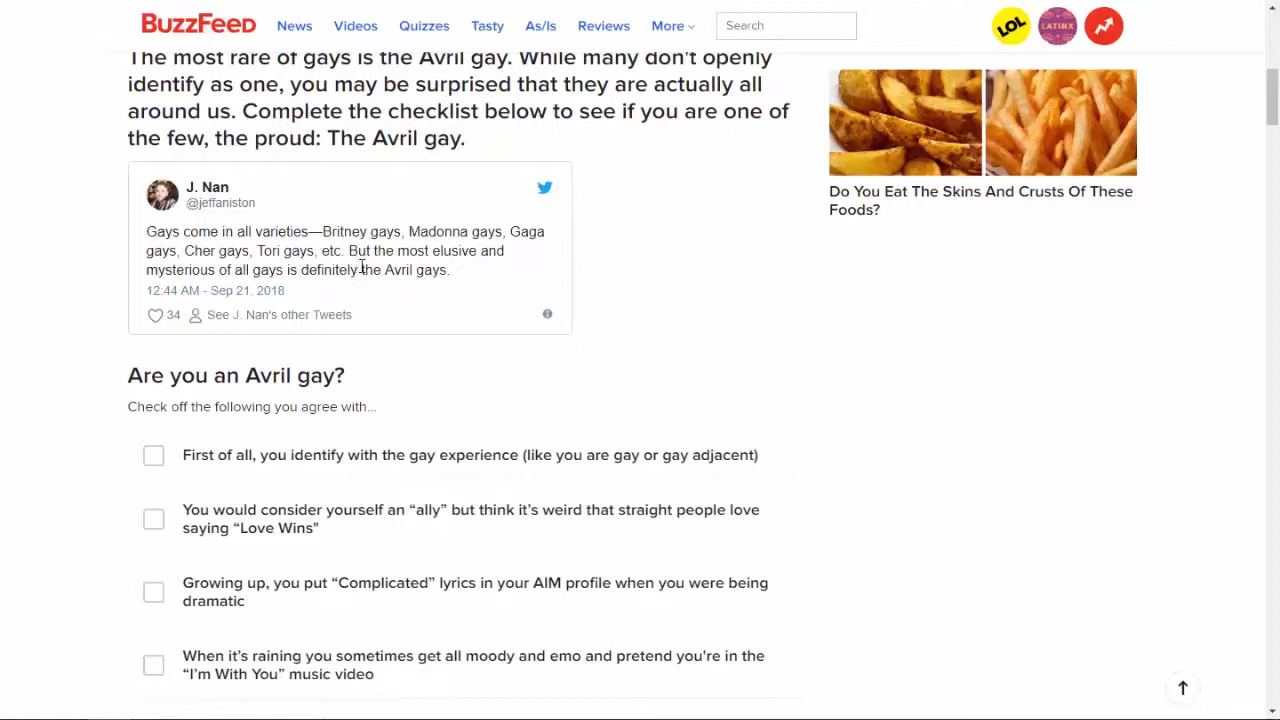 BuzzFeed News Videos Quizzes Tasty As/Is Reviews More Search LOL LATINX
The most rare of gays is the Avril gay. While many don't openly
identify as one, you may be surprised that they are actually all
around us. Complete the checklist below to see if you are one of
the few, the proud: The Avril gay.
J. Nan
@jeffaniston
Gays come in all varieties—Britney gays, Madonna gays, Gaga
gays, Cher gays, Tori gays, etc. But the most elusive and
mysterious of all gays is definitely the Avril gays.
12:44 AM - Sep 21, 2018
34 See J. Nan's other Tweets
Do You Eat The Skins And Crusts Of These
Foods?
Are you an Avril gay?
Check off the following you agree with...
First of all, you identify with the gay experience (like you are gay or gay adjacent)
You would consider yourself an “ally” but think it’s weird that straight people love
saying “Love Wins"
Growing up, you put “Complicated” lyrics in your AIM profile when you were being
dramatic
When it’s raining you sometimes get all moody and emo and pretend you're in the
“I’m With You” music video